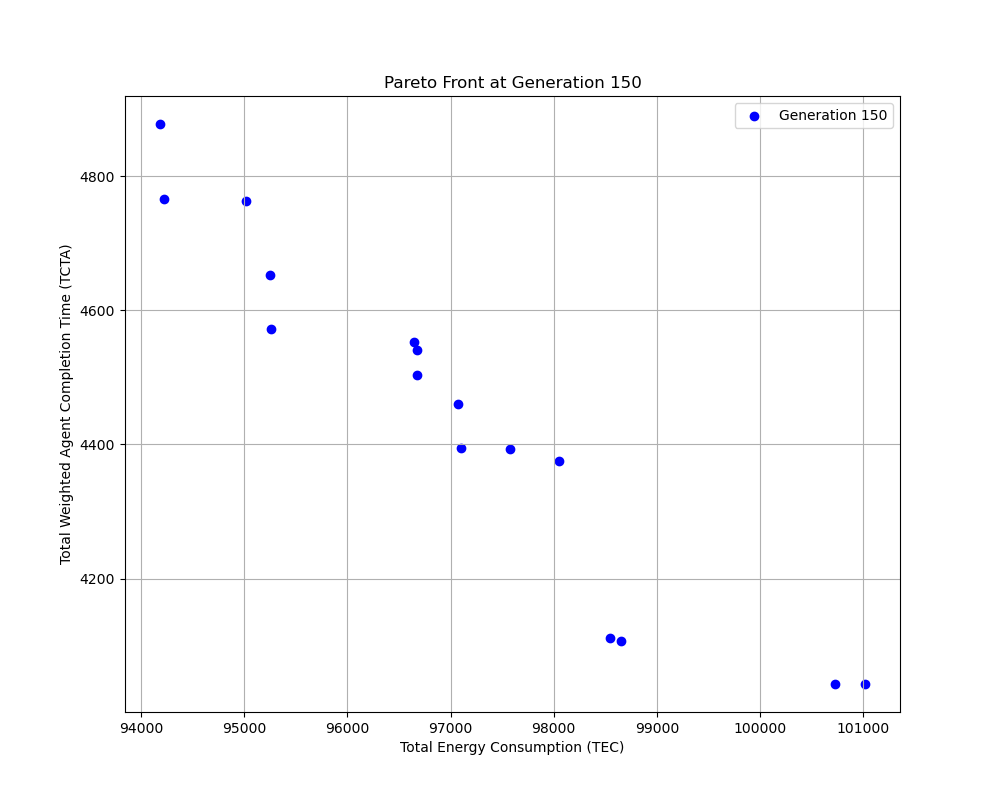 Pareto Front at Generation 150
Generation 150
Total Weighted Agent Completion Time (TCTA)
4800
4600
4400
4200
94000 95000 96000 97000 98000 99000 100000 101000
Total Energy Consumption (TEC)